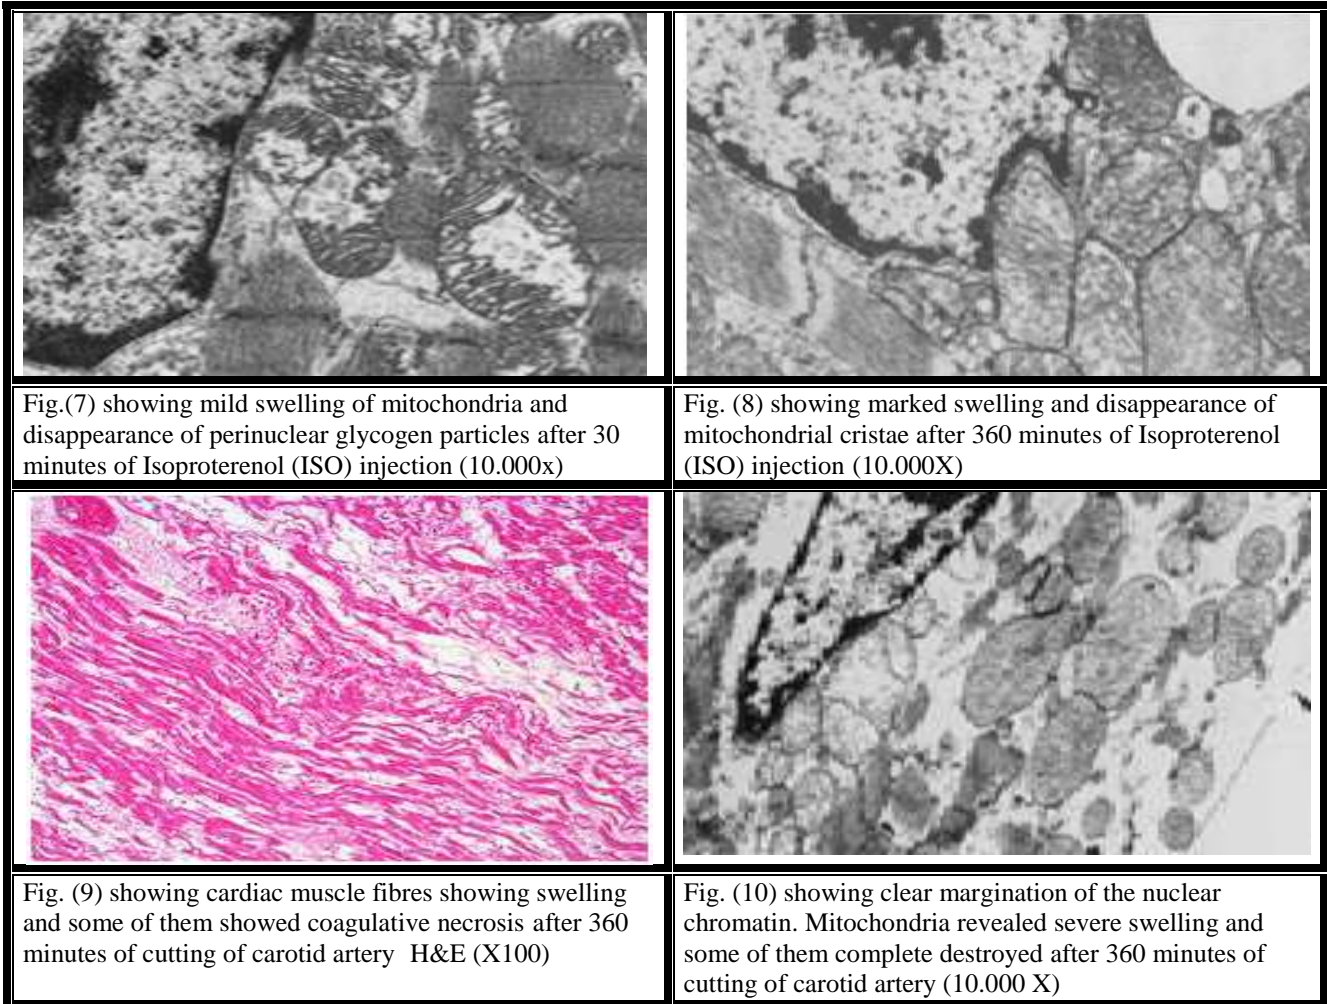 Fig.(7) showing mild swelling of mitochondria and
disappearance of perinuclear glycogen particles after 30
minutes of Isoproterenol (ISO) injection (10.000x)
Fig. (8) showing marked swelling and disappearance of
mitochondrial cristae after 360 minutes of Isoproterenol
(ISO) injection (10.000X)
Fig. (9) showing cardiac muscle fibres showing swelling
and some of them showed coagulative necrosis after 360
minutes of cutting of carotid artery H&E (X100)
Fig. (10) showing clear margination of the nuclear
chromatin. Mitochondria revealed severe swelling and
some of them complete destroyed after 360 minutes of
cutting of carotid artery (10.000 X)